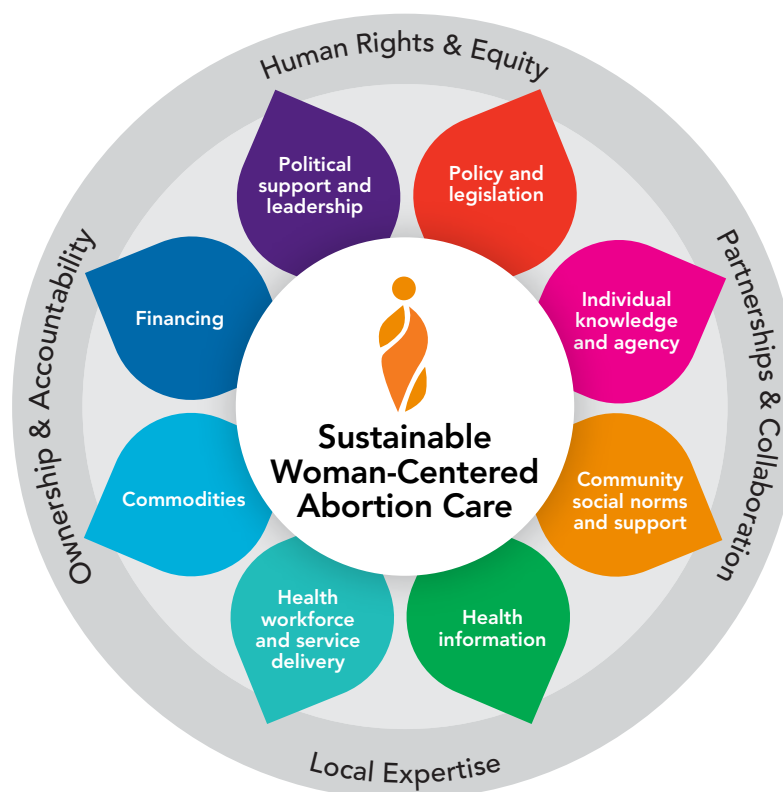 Human Rights & Equity
Political
support and
leadership
Policy and
legislation
Ownership & Accountability
Partnerships & Collaboration
Financing
Individual
knowledge
and agency
Sustainable
Woman-Centered
Abortion Care
Commodities
Community
social norms
and support
Health
workforce
and service
delivery
Health
information
Local Expertise